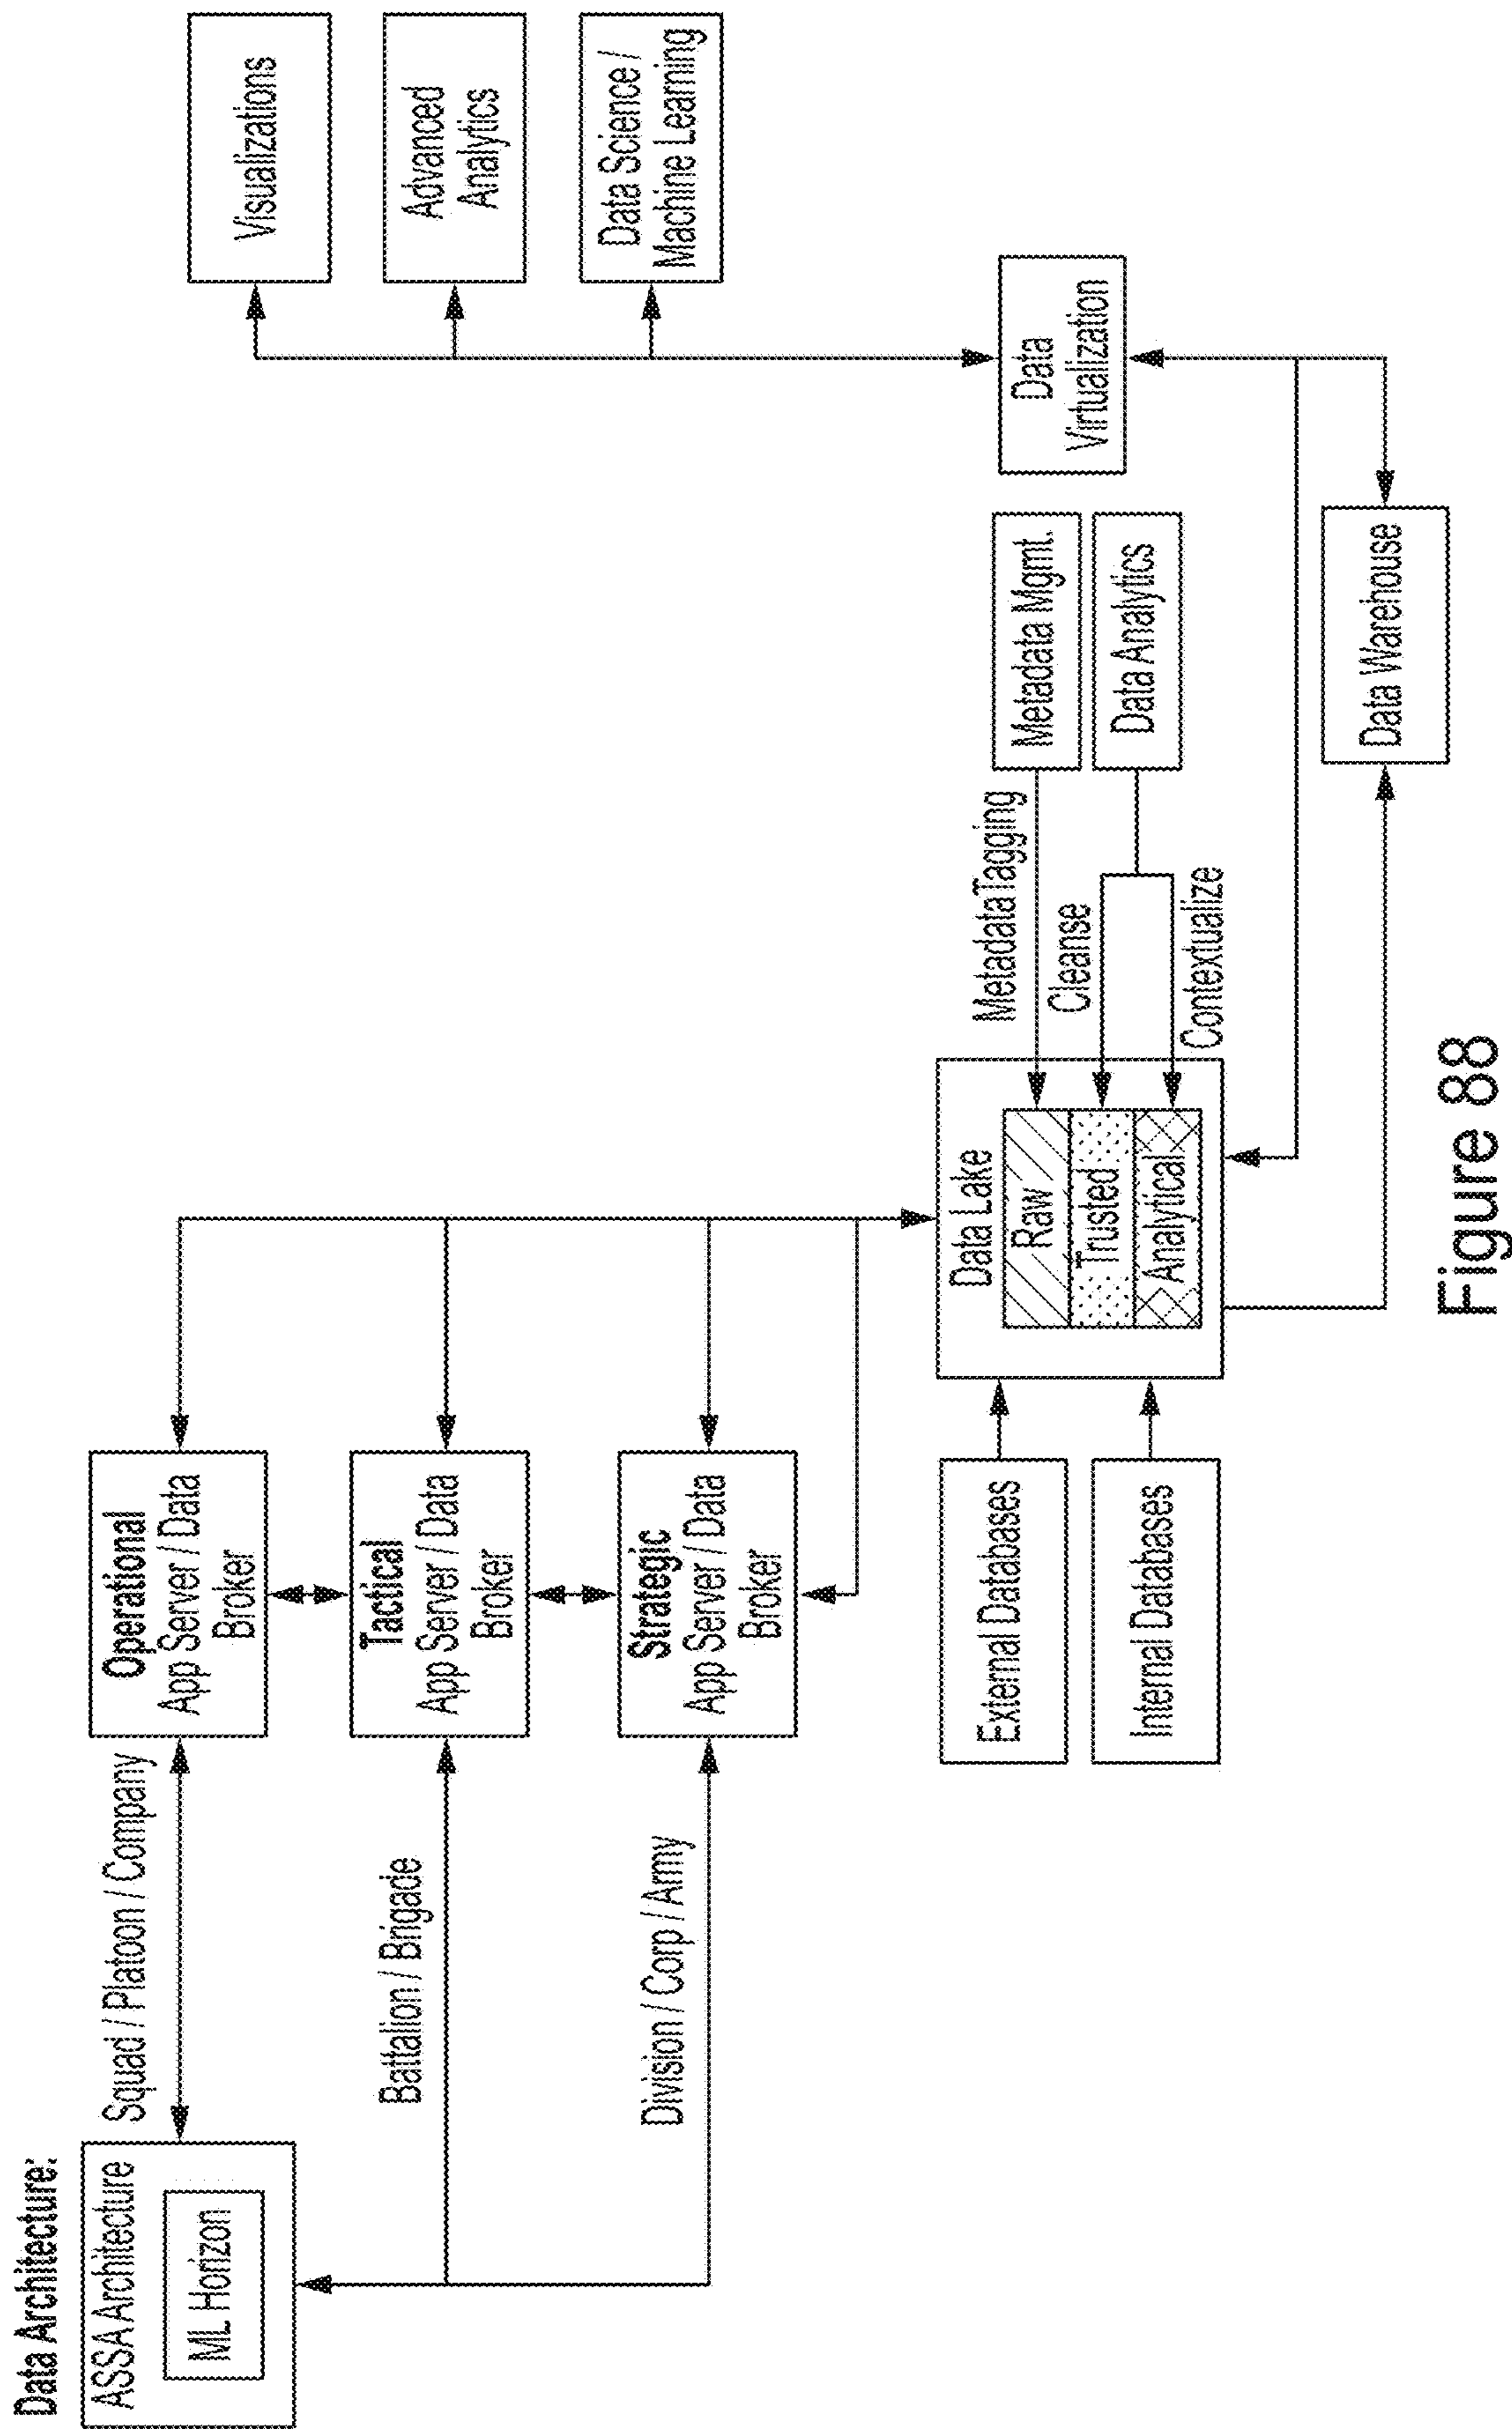 Data Architecture:
ASSA Architecture
ML Horizon
Squad / Platoon / Company
Battalion / Brigade
Division / Corp / Army
Operational
App Server / Data
Broker
Tactical
App Server / Data
Broker
Strategic
App Server / Data
Broker
External Databases
Internal Databases
Data Lake
Raw
Trusted
Analytical
MetadataTagging
Cleanse
Contextualize
Metadata Mgmt.
Data Analytics
Data Warehouse
Data
Virtualization
Visualizations
Advanced
Analytics
Data Science /
Machine Learning
Figure 88